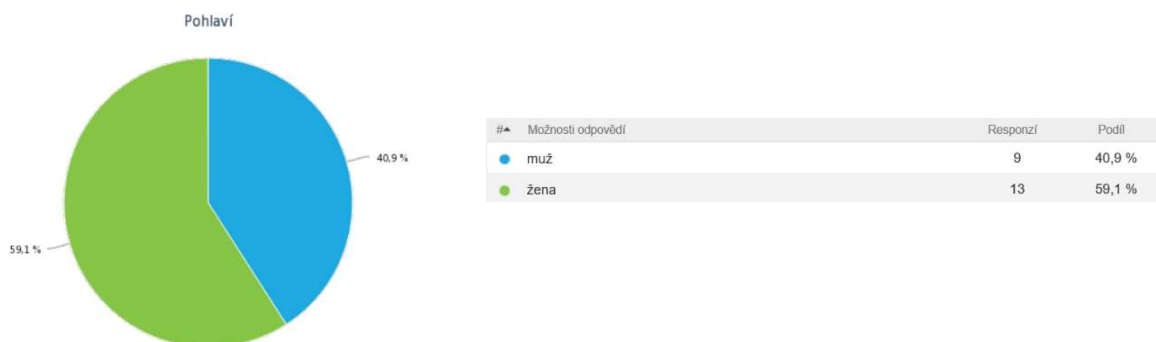 Pohlaví
40,9 %
59,1 %
#▲ Možnosti odpovědí Responzí Podíl
muž 9 40,9 %
žena 13 59,1 %